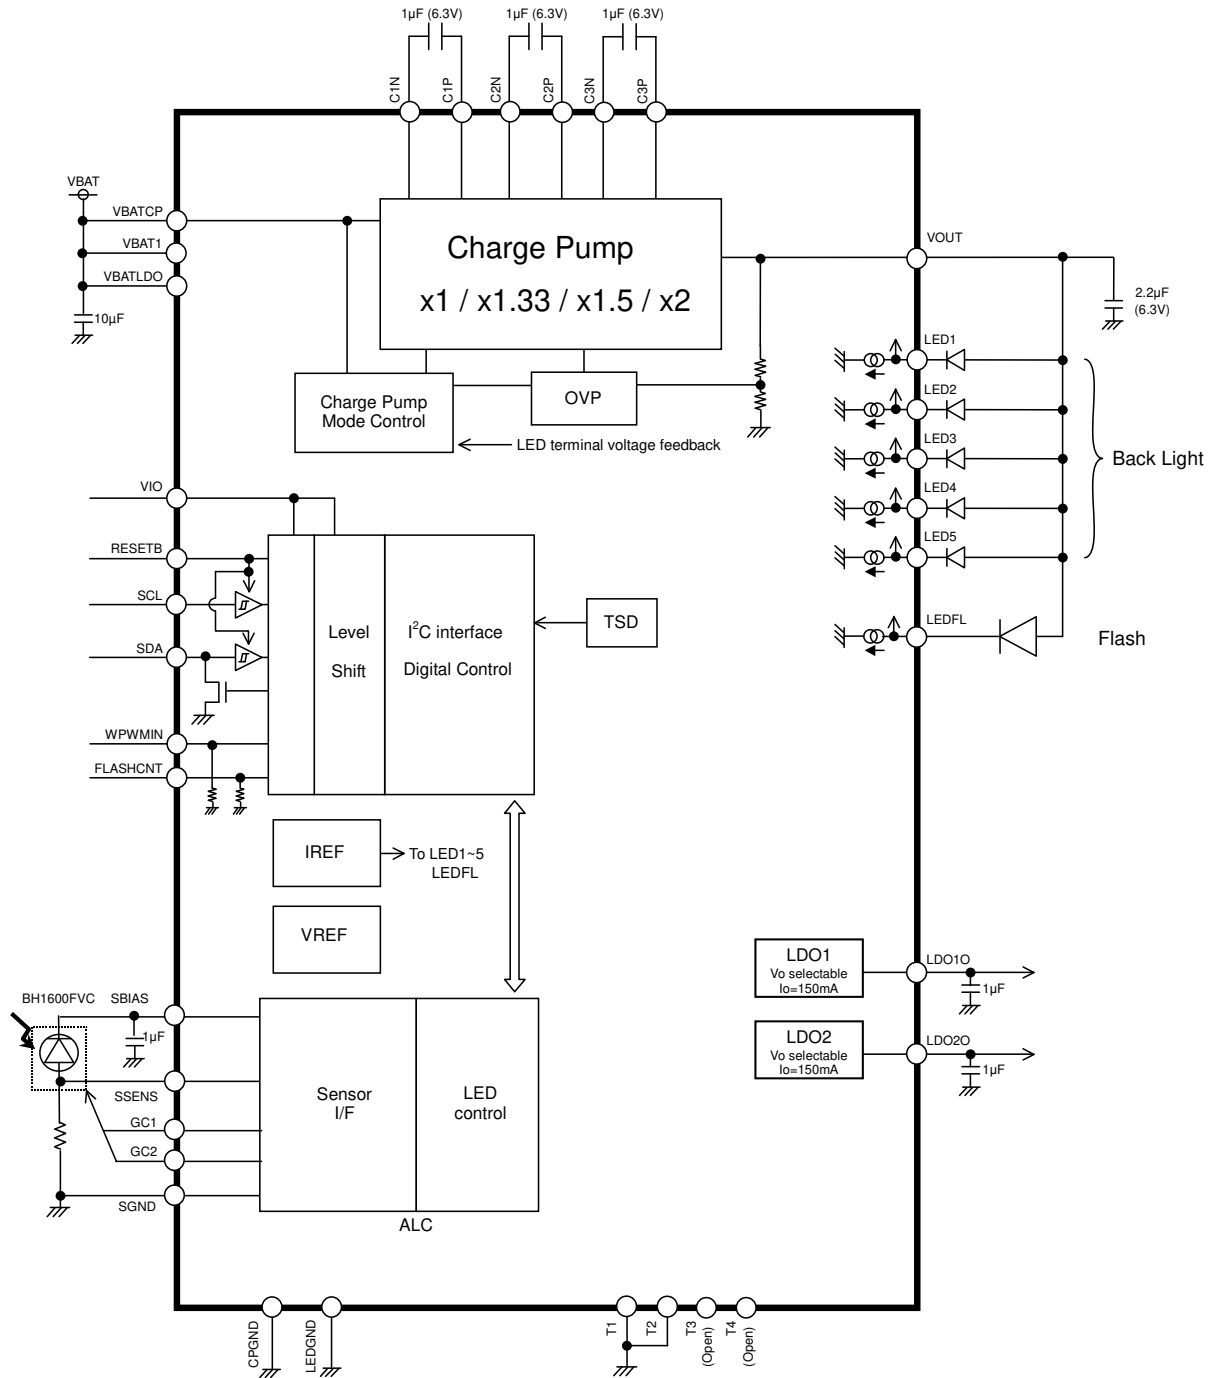 1µF (6.3V) 1µF (6.3V) 1µF (6.3V)
C1N
C1P
C2N
C2P
C3N
C3P
VBAT
VBATCP
VBAT1
VBATLDO
10µF
Charge Pump
x1 / x1.33 / x1.5 / x2
VOUT
2.2µF
(6.3V)
Charge Pump
Mode Control
OVP
LED terminal voltage feedback
LED1
LED2
LED3
LED4
LED5
Back Light
LEDFL
Flash
VIO
RESETB
SCL
SDA
WPWMIN
FLASHCNT
Level
Shift
I²C interface
Digital Control
TSD
IREF
To LED1~5
LEDFL
VREF
LDO1
Vo selectable
Io=150mA
LDO1O
1µF
LDO2
Vo selectable
Io=150mA
LDO2O
1µF
BH1600FVC
SBIAS
1µF
SSENS
GC1
GC2
SGND
Sensor
I/F
LED
control
ALC
CPGND
LEDGND
T1
T2
T3
(Open)
T4
(Open)